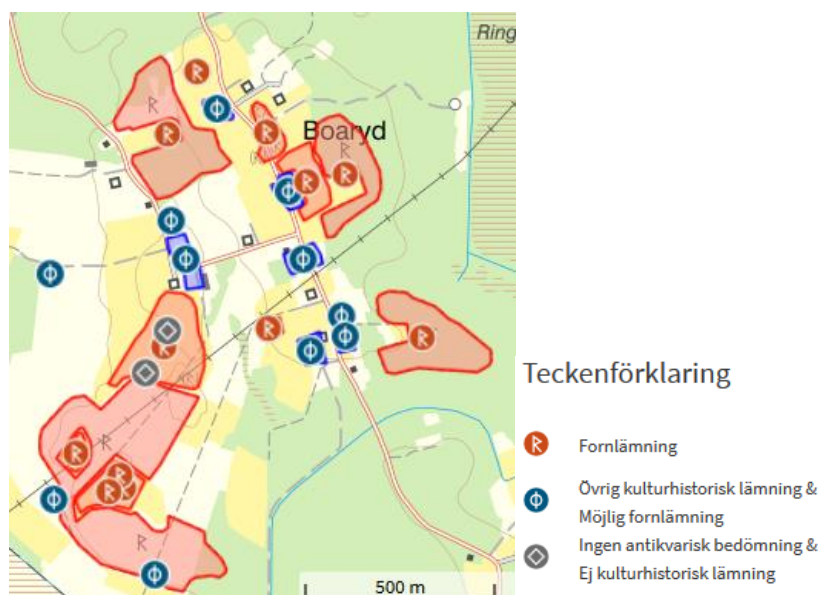 Ring
Boaryd
R
R
R
R
R
500 m
Teckenförklaring
Fornlämning
Övrig kulturhistorisk lämning &
Möjlig fornlämning
Ingen antikvarisk bedömning &
Ej kulturhistorisk lämning